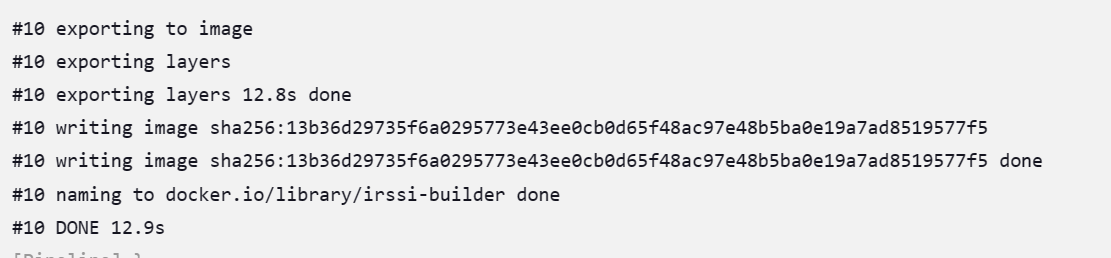 #10 exporting to image
#10 exporting layers
#10 exporting layers 12.8s done
#10 writing image sha256:13b36d29735f6a0295773e43ee0cb0d65f48ac97e48b5ba0e19a7ad8519577f5
#10 writing image sha256:13b36d29735f6a0295773e43ee0cb0d65f48ac97e48b5ba0e19a7ad8519577f5 done
#10 naming to docker.io/library/irssi-builder done
#10 DONE 12.9s
[Pipeline] }